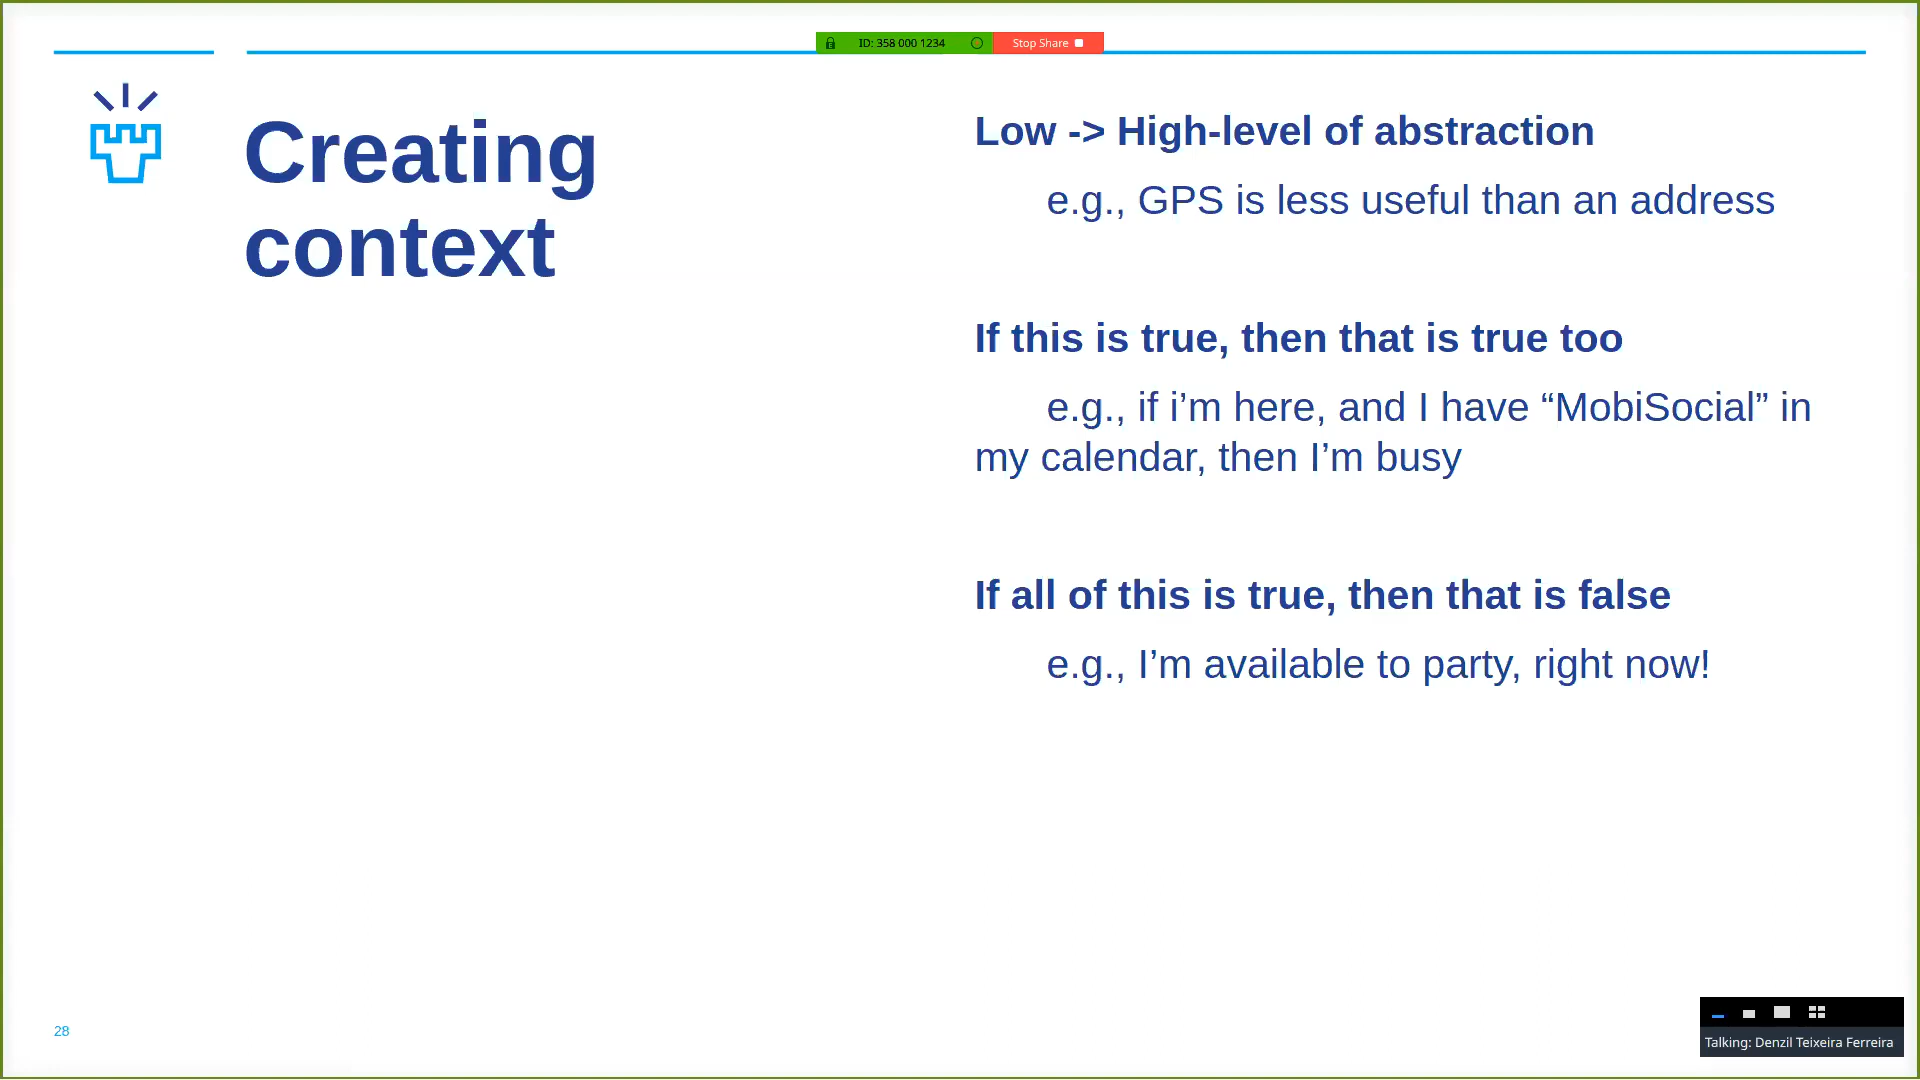 ID: 358 000 1234
Stop Share
Creating
context
Low -> High-level of abstraction
e.g., GPS is less useful than an address
If this is true, then that is true too
e.g., if i’m here, and I have “MobiSocial” in
my calendar, then I’m busy
If all of this is true, then that is false
e.g., I’m available to party, right now!
28
Talking: Denzil Teixeira Ferreira